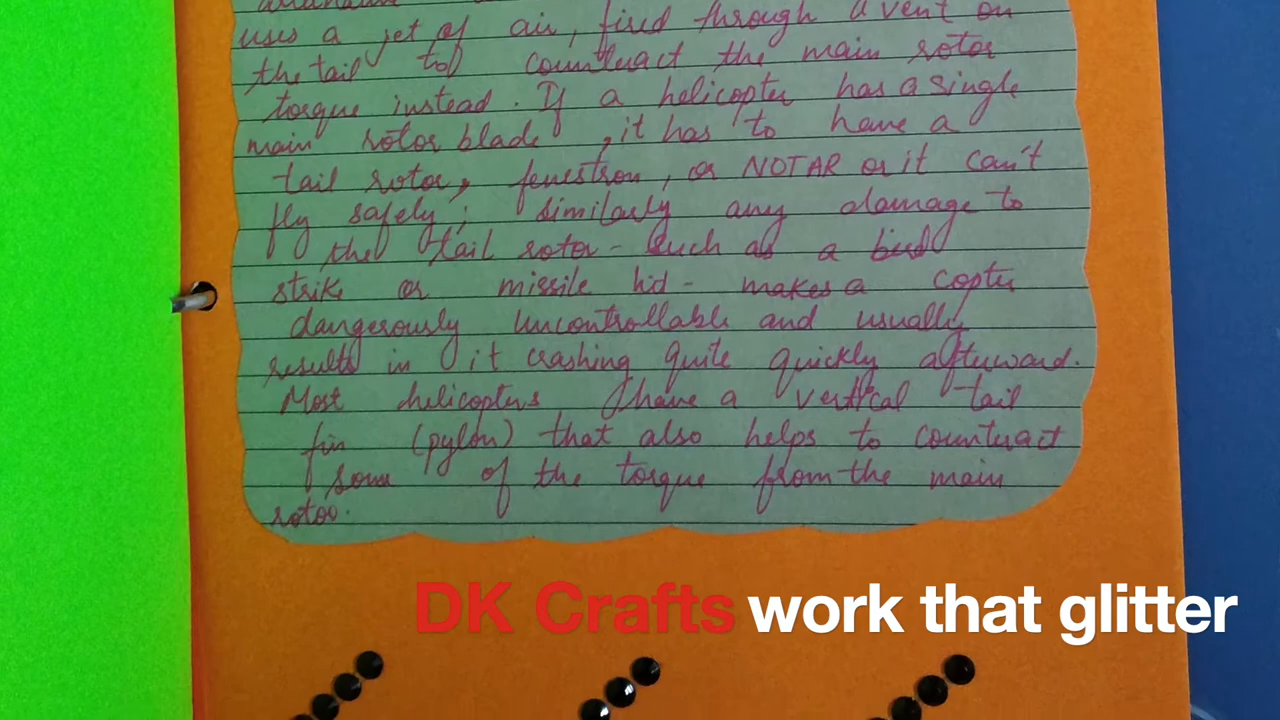 uses a jet of air, fired through a vent on
the tail to counteract the main rotor
torque instead. If a helicopter has a single
main rotor blade, it has to have a
tail rotor, fenestron, or NOTAR or it can't
fly safely; similarly any damage to
the tail rotor - such as a bird
strike or missile hid - makes a copter
dangerously uncontrollable and usually
results in it crashing quite quickly afterward.
Most helicopters have a vertical tail
fin (pylon) that also helps to counteract
some of the torque from the main
rotor.
DK Crafts work that glitter